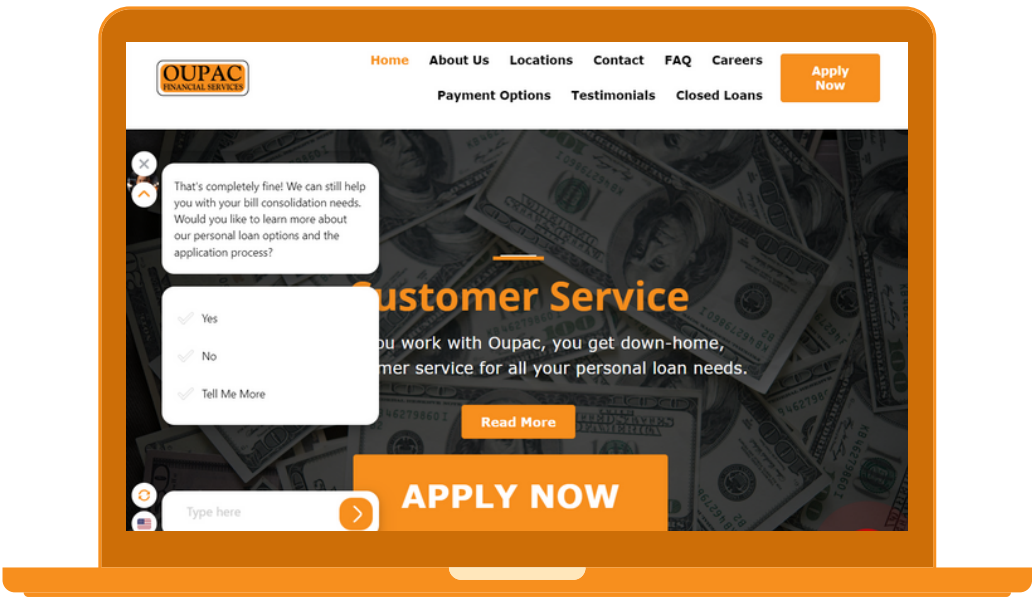 OUPAC
FINANCIAL SERVICES
Home About Us Locations Contact FAQ Careers
Payment Options Testimonials Closed Loans
Apply
Now
That's completely fine! We can still help
you with your bill consolidation needs.
Would you like to learn more about
our personal loan options and the
application process?
Yes
No
Tell Me More
Type here
Customer Service
ou work with Oupac, you get down-home,
mer service for all your personal loan needs.
Read More
APPLY NOW